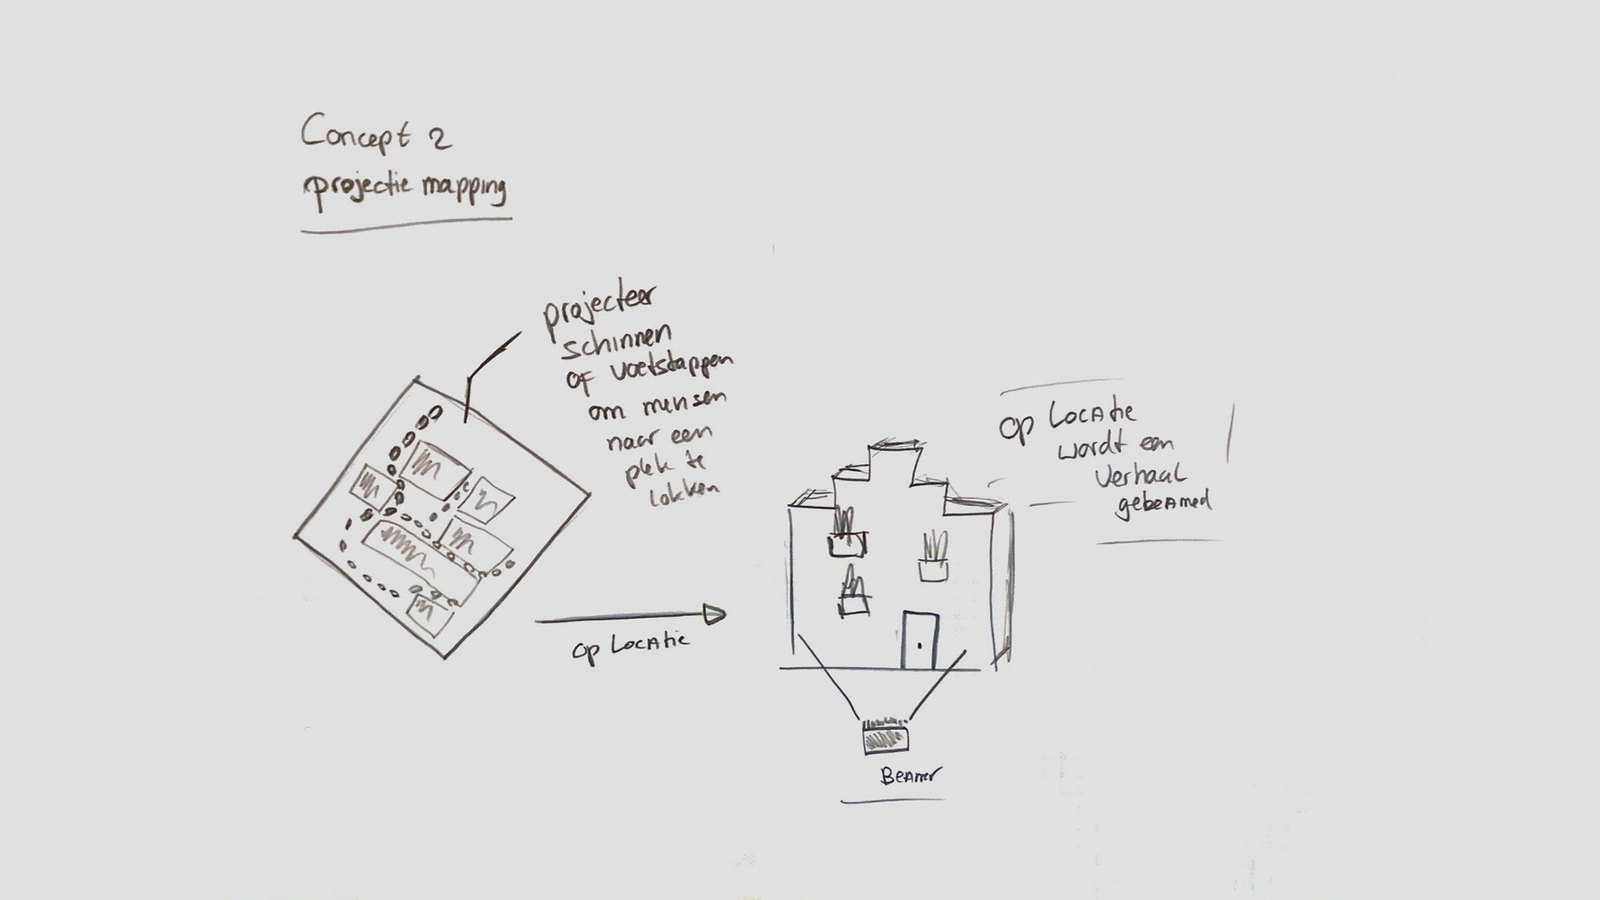 Concept 2
projectie mapping
projecteer
schinnen
of voetstappen
om mensen
naar een
plek te
lokken
op Locatie
op Locatie
wordt een
verhaal
gebeamed
Beamer